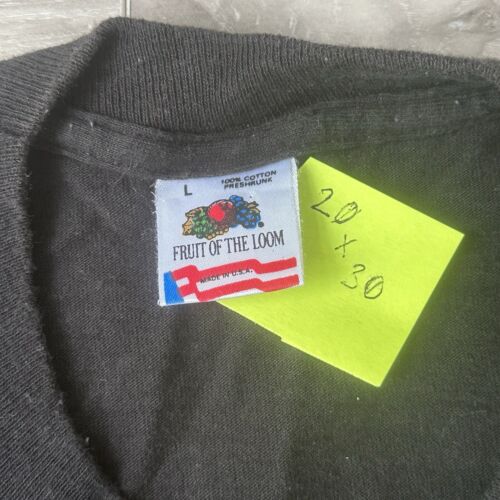 L
100% COTTON
PRESHRUNK
FRUIT OF THE LOOM
®
MADE IN U.S.A.
20
x
30